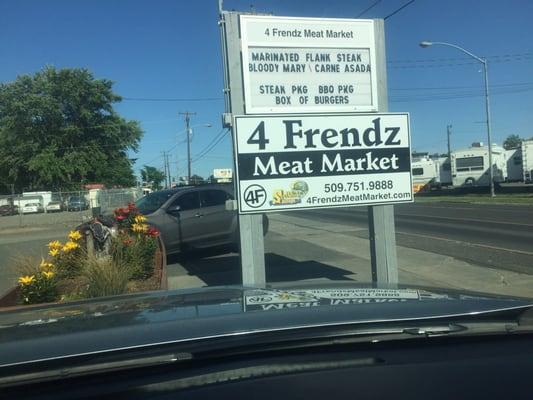 4 Frendz Meat Market
MARINATED FLANK STEAK
BLOODY MARY \ CARNE ASADA
STEAK PKG BBQ PKG
BOX OF BURGERS
4 Frendz
Meat Market
4F
509.751.9888
4FrendzMeatMarket.com